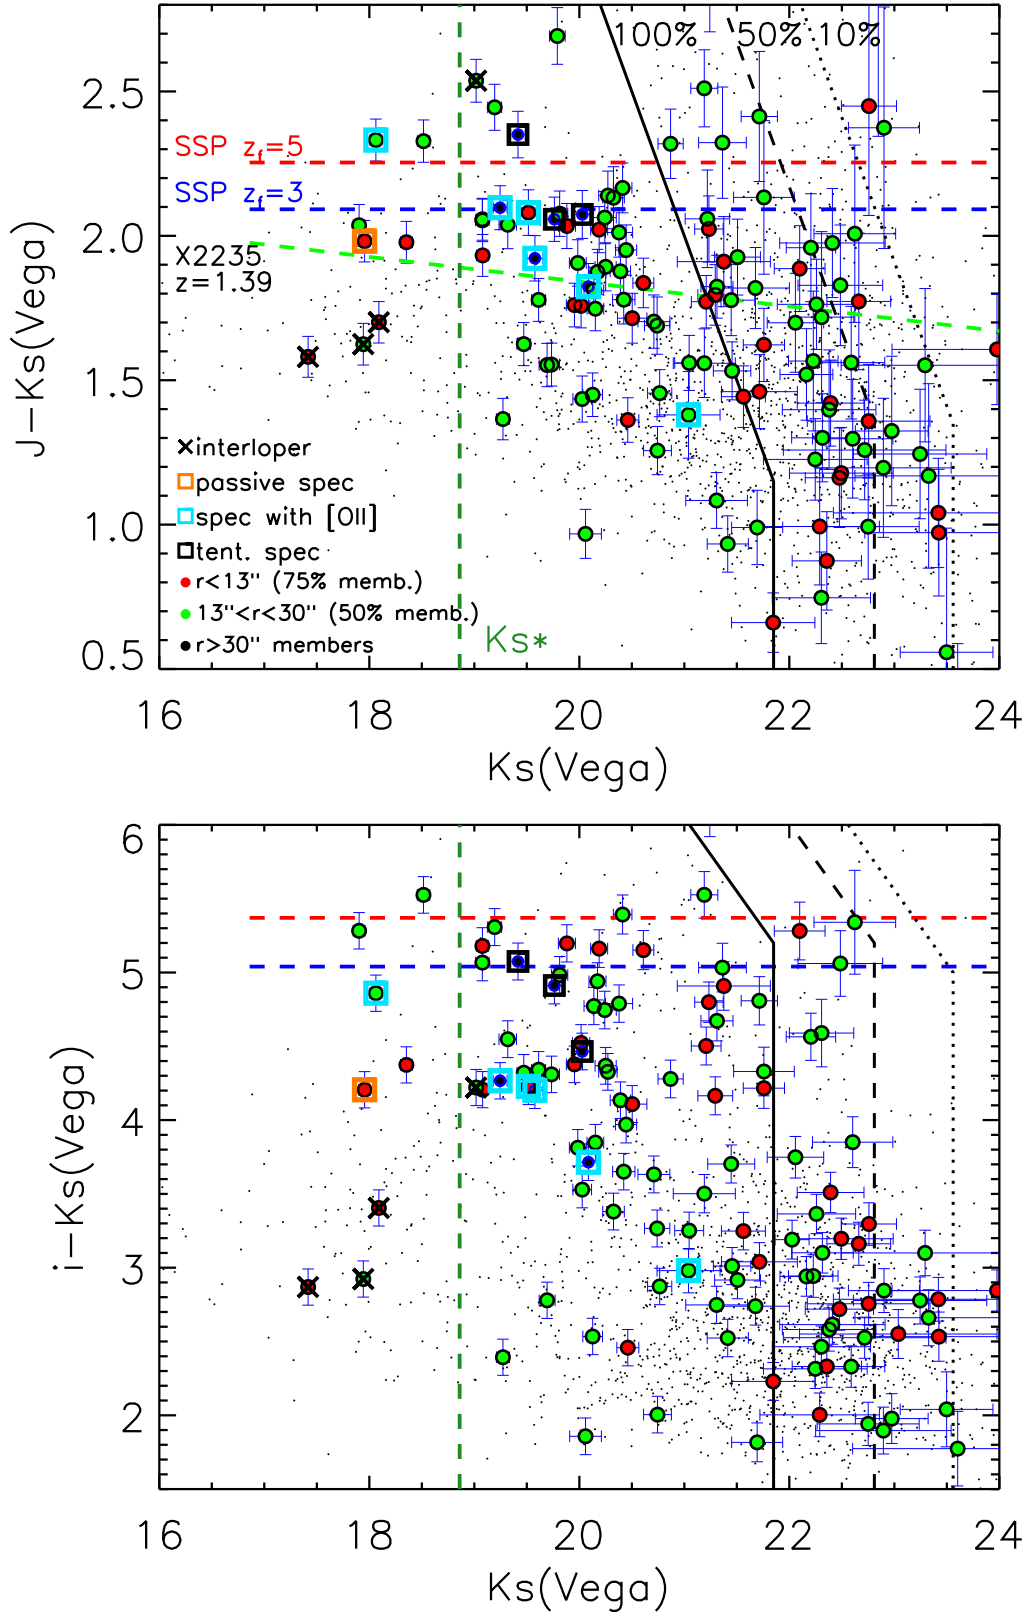 100% 50% 10%
2.5
SSP zf=5
SSP zf=3
2.0
X2235
z=1.39
1.5
J-Ks(Vega)
interloper
passive spec
spec with [OII]
tent. spec
1.0
r<13" (75% memb.)
13"<r<30" (50% memb.)
r>30" members
Ks*
0.5
16 18 20 22 24
Ks(Vega)
6
5
4
i-Ks(Vega)
3
2
16 18 20 22 24
Ks(Vega)